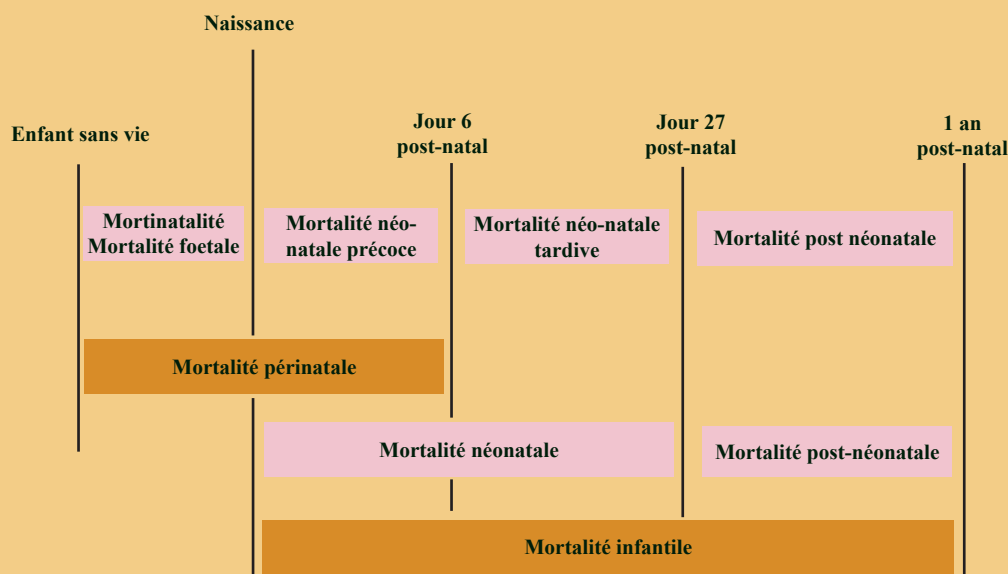 Naissance
Enfant sans vie
Jour 6
post-natal
Jour 27
post-natal
1 an
post-natal
Mortinatalité
Mortalité foetale
Mortalité néo-
natale précoce
Mortalité néo-natale
tardive
Mortalité post néonatale
Mortalité périnatale
Mortalité néonatale
Mortalité post-néonatale
Mortalité infantile